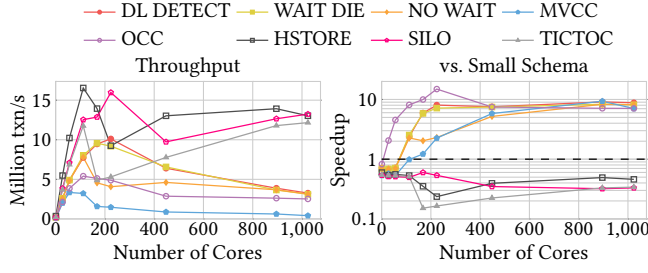 DL DETECT WAIT DIE NO WAIT MVCC
OCC HSTORE SILO TICTOC
Throughput vs. Small Schema
Million txn/s
15
10
5
0
0 200 400 600 800 1,000
Number of Cores
Speedup
10
1
0.1
0 200 400 600 800 1,000
Number of Cores